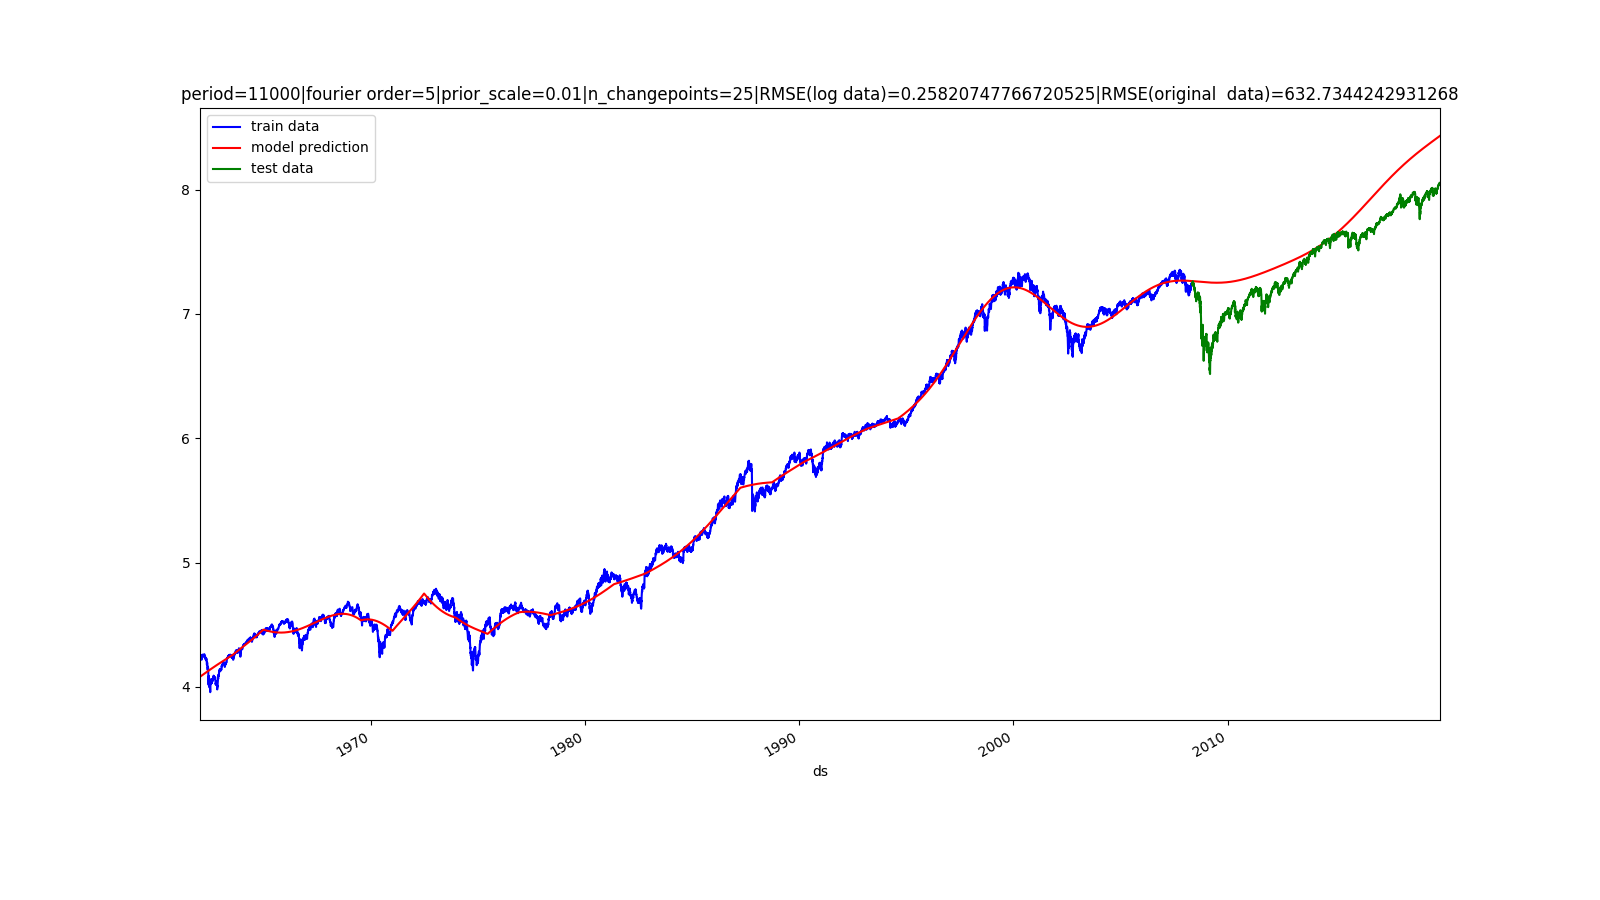 period=11000|fourier order=5|prior_scale=0.01|n_changepoints=25|RMSE(log data)=0.25820747766720525|RMSE(original  data)=632.7344242931268
train data
model prediction
test data
8
7
6
5
4
1970
1980
1990
2000
2010
ds